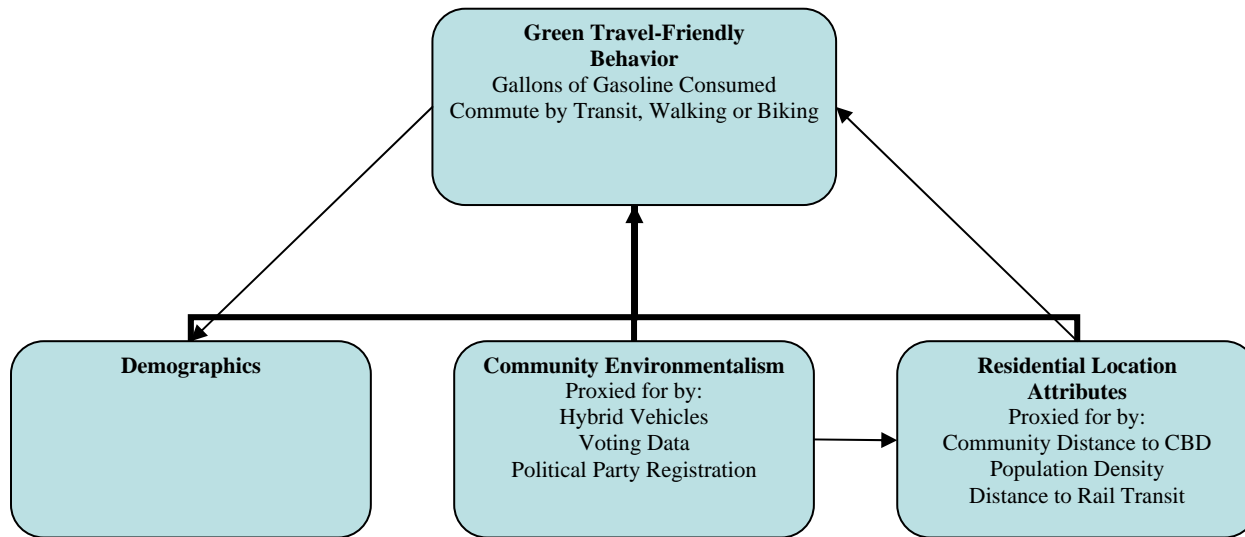 Green Travel-Friendly
Behavior
Gallons of Gasoline Consumed
Commute by Transit, Walking or Biking
Demographics
Community Environmentalism
Proxied for by:
Hybrid Vehicles
Voting Data
Political Party Registration
Residential Location
Attributes
Proxied for by:
Community Distance to CBD
Population Density
Distance to Rail Transit